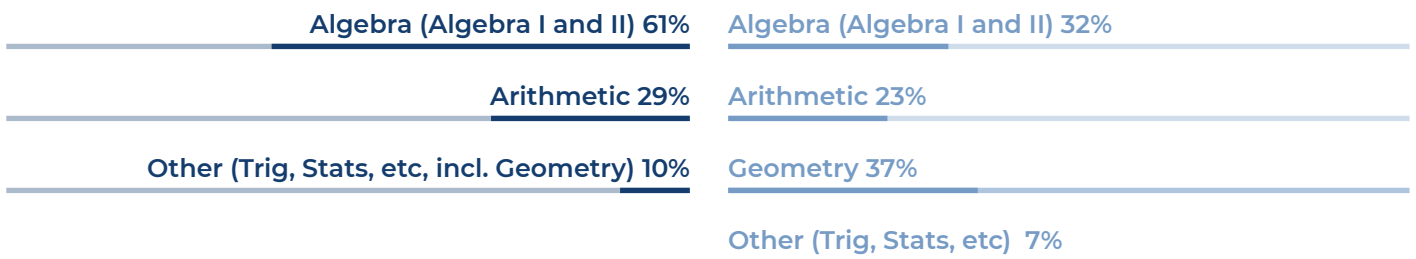 Algebra (Algebra I and II) 61%
Arithmetic 29%
Other (Trig, Stats, etc, incl. Geometry) 10%
Algebra (Algebra I and II) 32%
Arithmetic 23%
Geometry 37%
Other (Trig, Stats, etc) 7%